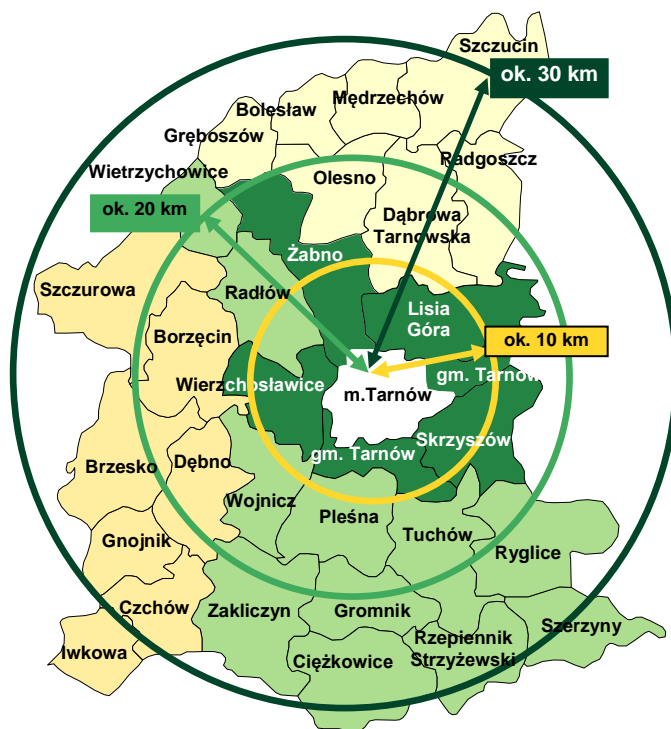 Szczucin
ok. 30 km
Mędrzechów
Bolesław
Gręboszów
Radgoszcz
Wietrzychowice
Olesno
ok. 20 km
Dąbrowa
Tarnowska
Żabno
Szczurowa
Radłów
Lisia
Góra
Borzęcin
ok. 10 km
gm. Tarnów
Wierzchosławice
m.Tarnów
Skrzyszów
gm. Tarnów
Brzesko
Dębno
Wojnicz
Pleśna
Tuchów
Gnojnik
Ryglice
Czchów
Zakliczyn
Gromnik
Szerzyny
Rzepiennik
Strzyżewski
Iwkowa
Ciężkowice